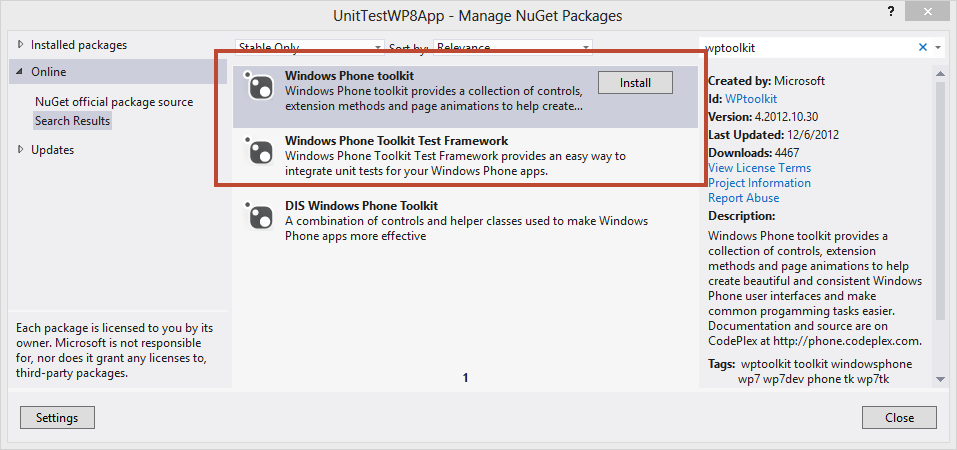 UnitTestWP8App - Manage NuGet Packages
?
Installed packages
Online
NuGet official package source
Search Results
Updates
Each package is licensed to you by its
owner. Microsoft is not responsible
for, nor does it grant any licenses to,
third-party packages.
Settings
Stable Only
Sort by: Relevance
Windows Phone toolkit
Windows Phone toolkit provides a collection of controls,
extension methods and page animations to help create...
Install
Windows Phone Toolkit Test Framework
Windows Phone Toolkit Test Framework provides an easy way to
integrate unit tests for your Windows Phone apps.
DIS Windows Phone Toolkit
A combination of controls and helper classes used to make Windows
Phone apps more effective
1
wptoolkit
Created by: Microsoft
Id: WPtoolkit
Version: 4.2012.10.30
Last Updated: 12/6/2012
Downloads: 4467
View License Terms
Project Information
Report Abuse
Description:
Windows Phone toolkit provides a
collection of controls, extension
methods and page animations to help
create beautiful and consistent Windows
Phone user interfaces and make
common progamming tasks easier.
Documentation and source are on
CodePlex at http://phone.codeplex.com.
Tags: wptoolkit toolkit windowsphone
wp7 wp7dev phone tk wp7tk
Close